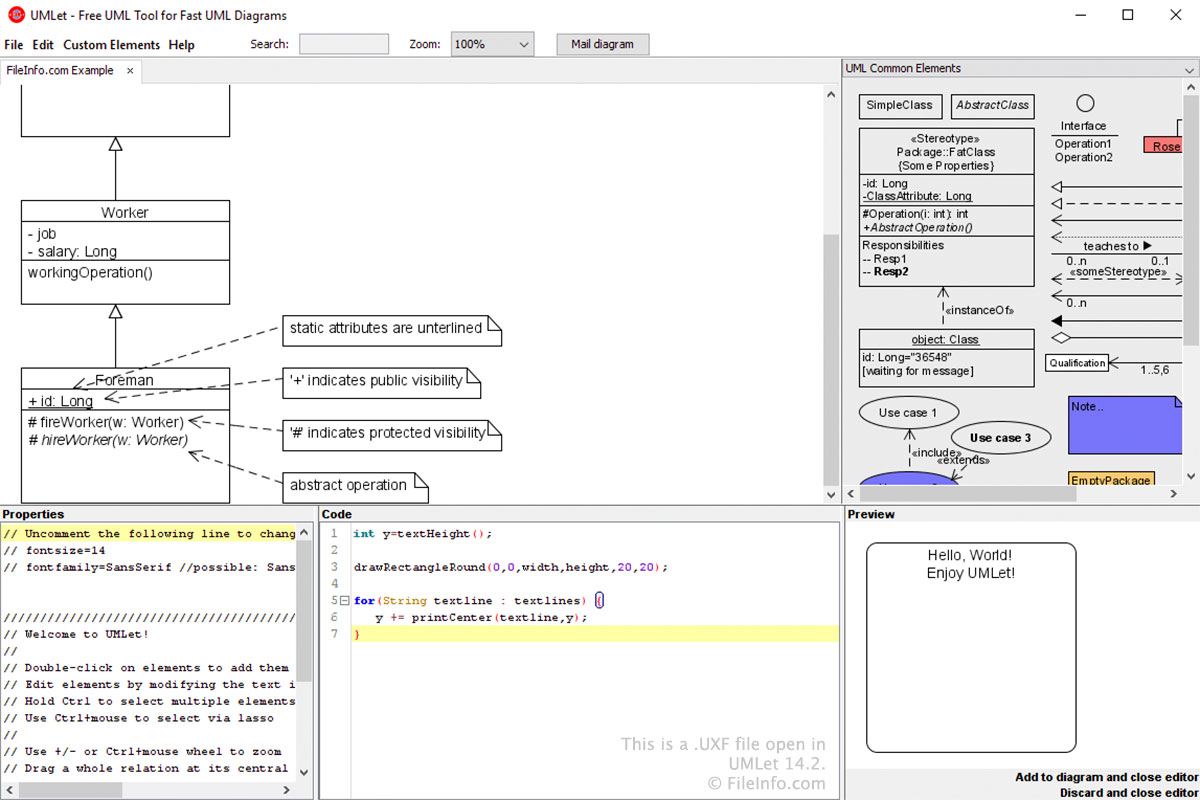 UMLet - Free UML Tool for Fast UML Diagrams
File Edit Custom Elements Help Search: Zoom: 100% Mail diagram
FileInfo.com Example ×
Worker
- job
- salary: Long
workingOperation()
static attributes are unterlined
Foreman
+ id: Long
'+' indicates public visibility
# fireWorker(w: Worker)
# hireWorker(w: Worker)
'#' indicates protected visibility
abstract operation
UML Common Elements
SimpleClass
AbstractClass
«Stereotype»
Package::FatClass
{Some Properties}
-id: Long
-ClassAttribute: Long
#Operation(i: int): int
+AbstractOperation()
Responsibilities
-- Resp1
-- Resp2
Interface
Operation1
Operation2
Rose
teaches to ▶
0..n 0..1
«someStereotype»
0..n
«instanceOf»
object: Class
id: Long="36548"
[waiting for message]
Qualification
1..5,6
Use case 1
Use case 3
«include»
«extends»
Note..
EmptyPackage
Properties
// Uncomment the following line to chang
// fontsize=14
// fontfamily=SansSerif //possible: Sans
////////////////////////////////////////
// Welcome to UMLet!
//
// Double-click on elements to add them
// Edit elements by modifying the text i
// Hold Ctrl to select multiple elements
// Use Ctrl+mouse to select via lasso
//
// Use +/- or Ctrl+mouse wheel to zoom
// Drag a whole relation at its central
Code
1 int y=textHeight();
2
3 drawRectangleRound(0,0,width,height,20,20);
4
5 for(String textline : textlines) {
6 y += printCenter(textline,y);
7 }
This is a .UXF file open in
UMLet 14.2.
© FileInfo.com
Preview
Hello, World!
Enjoy UMLet!
Add to diagram and close editor
Discard and close editor